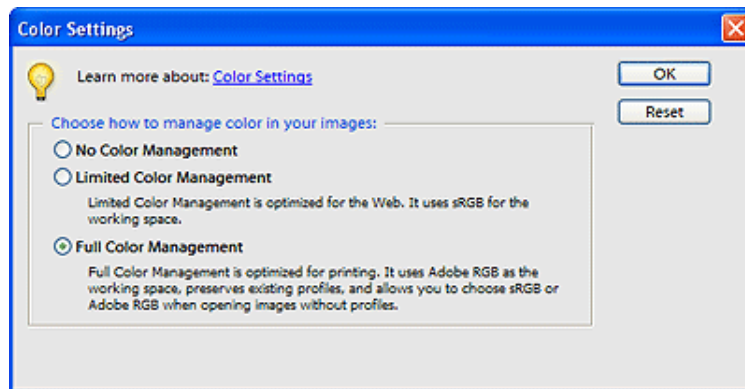 Color Settings
Learn more about: Color Settings
OK
Reset
Choose how to manage color in your images:
No Color Management
Limited Color Management
Limited Color Management is optimized for the Web. It uses sRGB for the
working space.
Full Color Management
Full Color Management is optimized for printing. It uses Adobe RGB as the
working space, preserves existing profiles, and allows you to choose sRGB or
Adobe RGB when opening images without profiles.